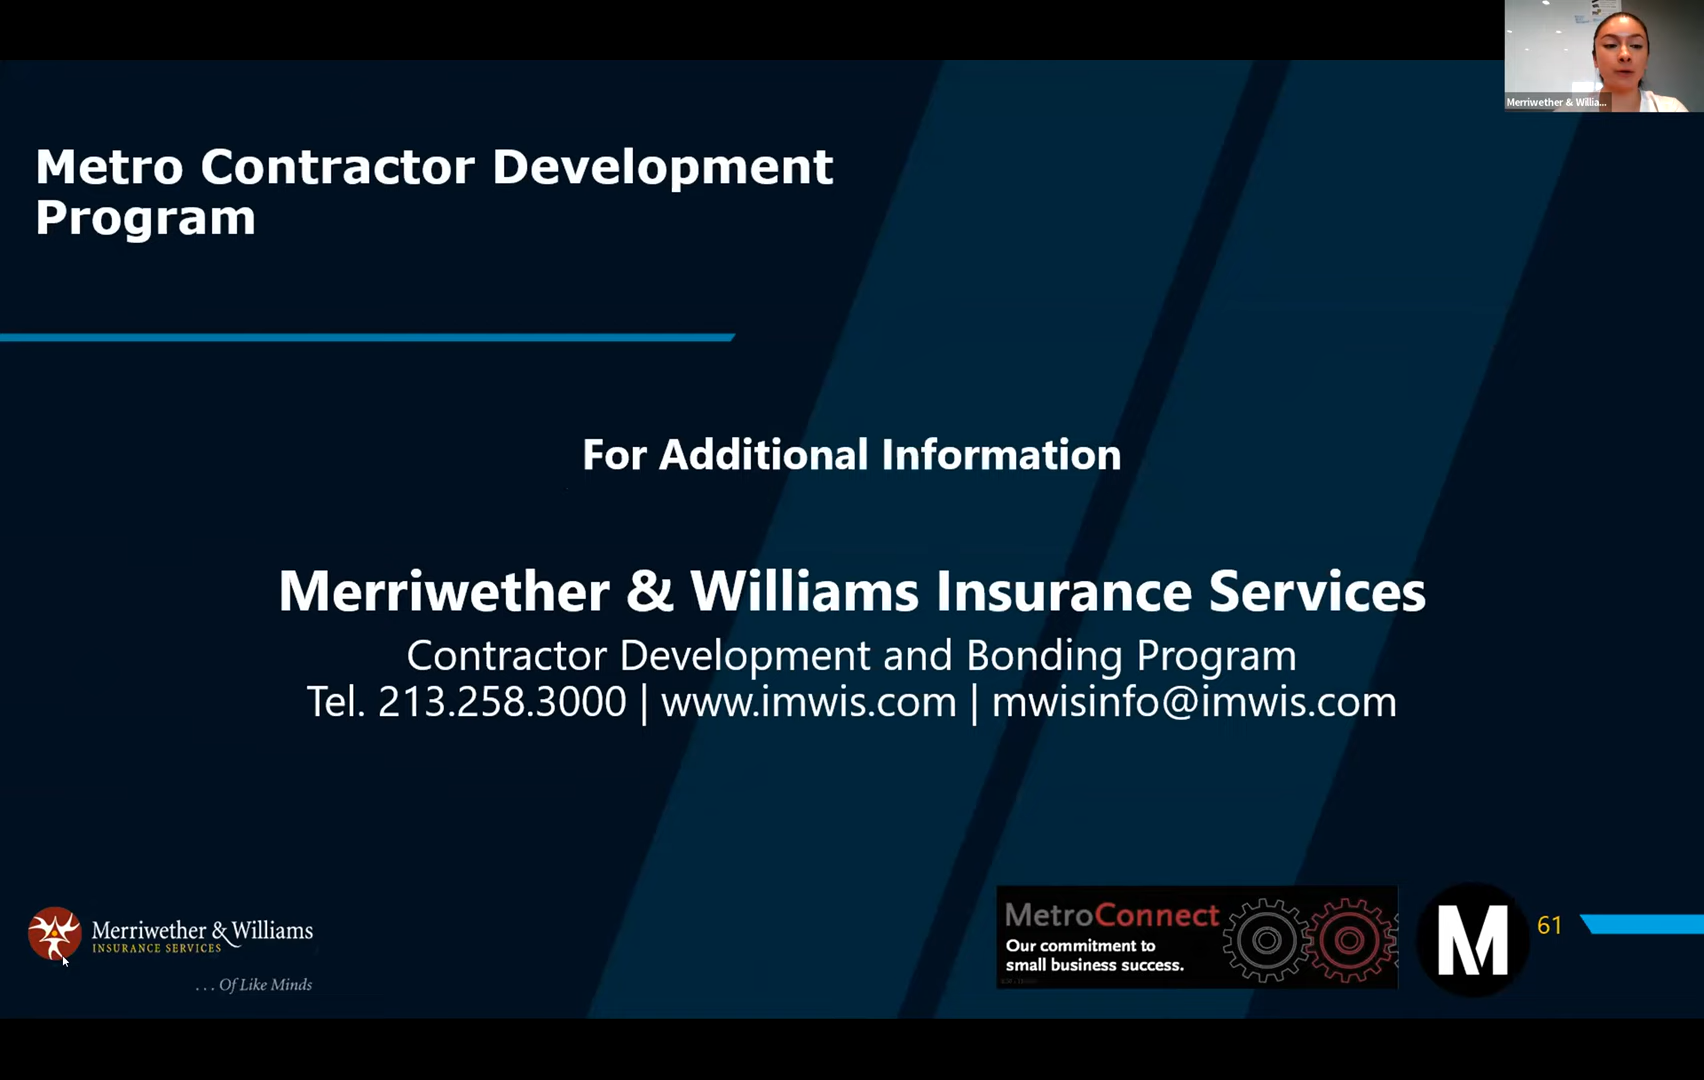 Merriwether & Willia...
Metro Contractor Development
Program
For Additional Information
Merriwether & Williams Insurance Services
Contractor Development and Bonding Program
Tel. 213.258.3000 | www.imwis.com | mwisinfo@imwis.com
Merriwether & Williams
INSURANCE SERVICES
... Of Like Minds
MetroConnect
Our commitment to
small business success.
M
61